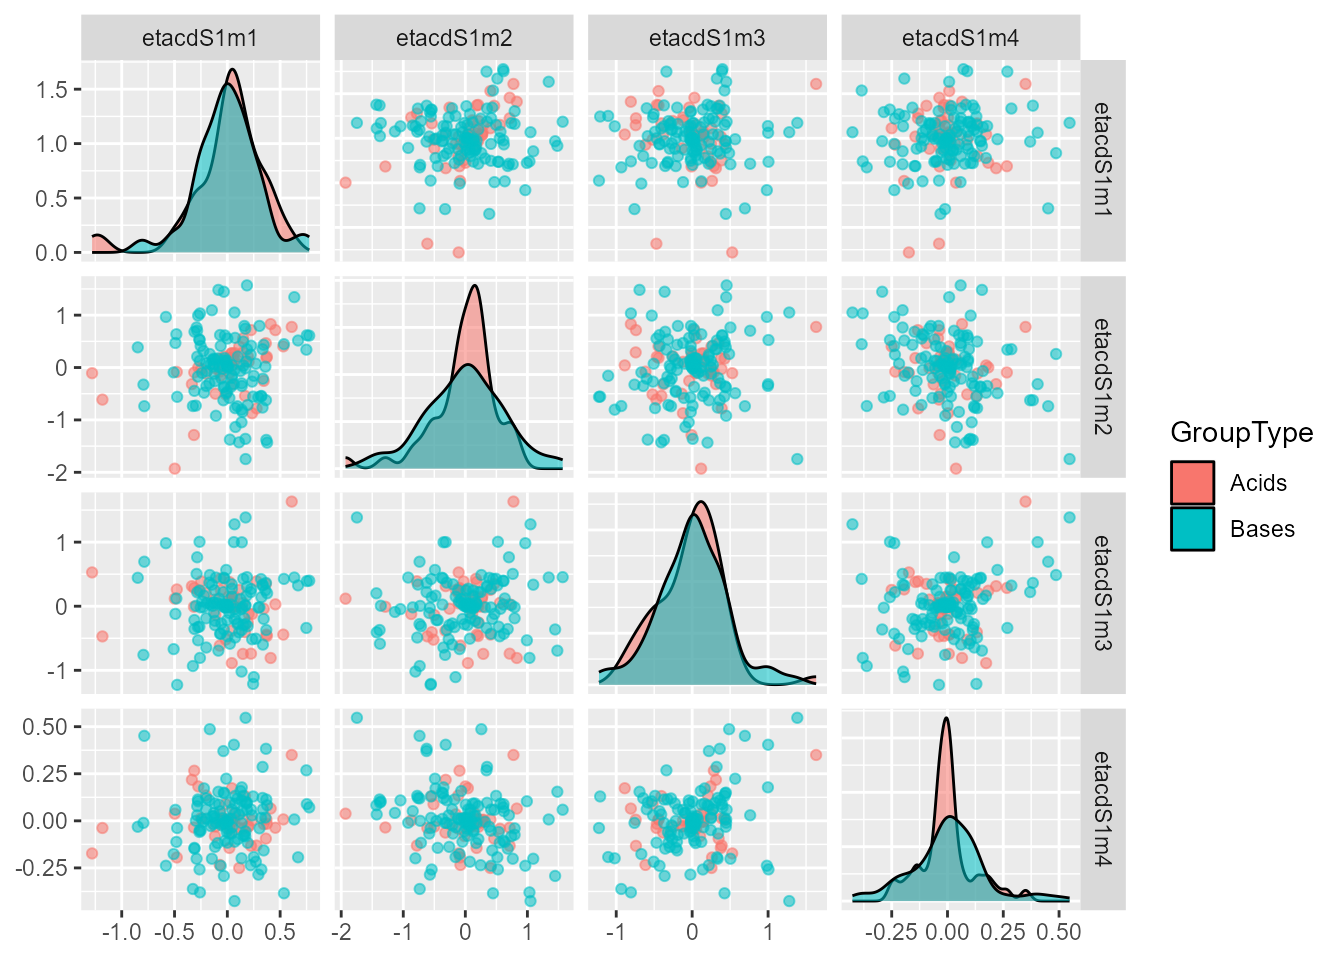 etacdS1m1 etacdS1m2 etacdS1m3 etacdS1m4
1.5
1.0
0.5
0.0
etacdS1m1
1
0
-1
-2
etacdS1m2
1
0
-1
etacdS1m3
0.50
0.25
0.00
-0.25
etacdS1m4
-1.0 -0.5 0.0 0.5 -2 -1 0 1 -1 0 1 -0.25 0.00 0.25 0.50
GroupType
Acids
Bases